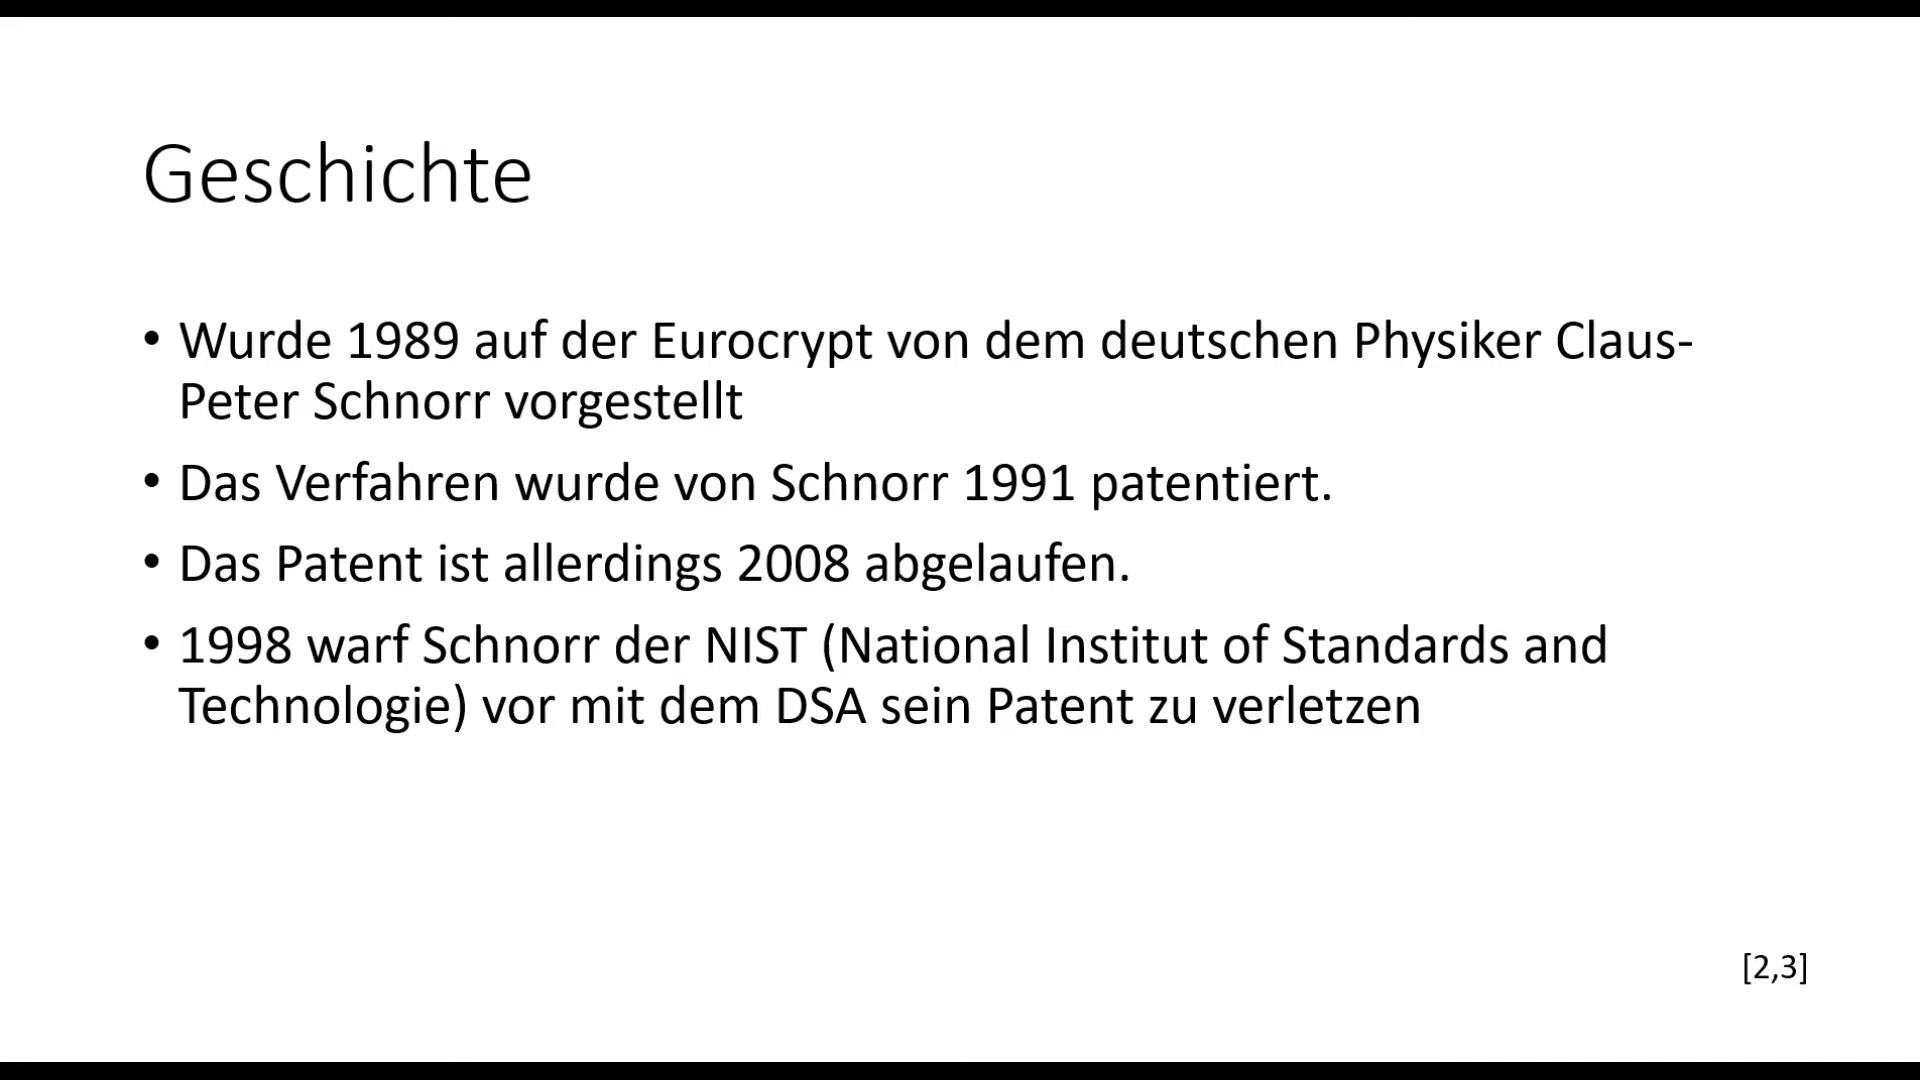 Geschichte
• Wurde 1989 auf der Eurocrypt von dem deutschen Physiker Claus-
Peter Schnorr vorgestellt
• Das Verfahren wurde von Schnorr 1991 patentiert.
• Das Patent ist allerdings 2008 abgelaufen.
• 1998 warf Schnorr der NIST (National Institut of Standards and
Technologie) vor mit dem DSA sein Patent zu verletzen
[2,3]